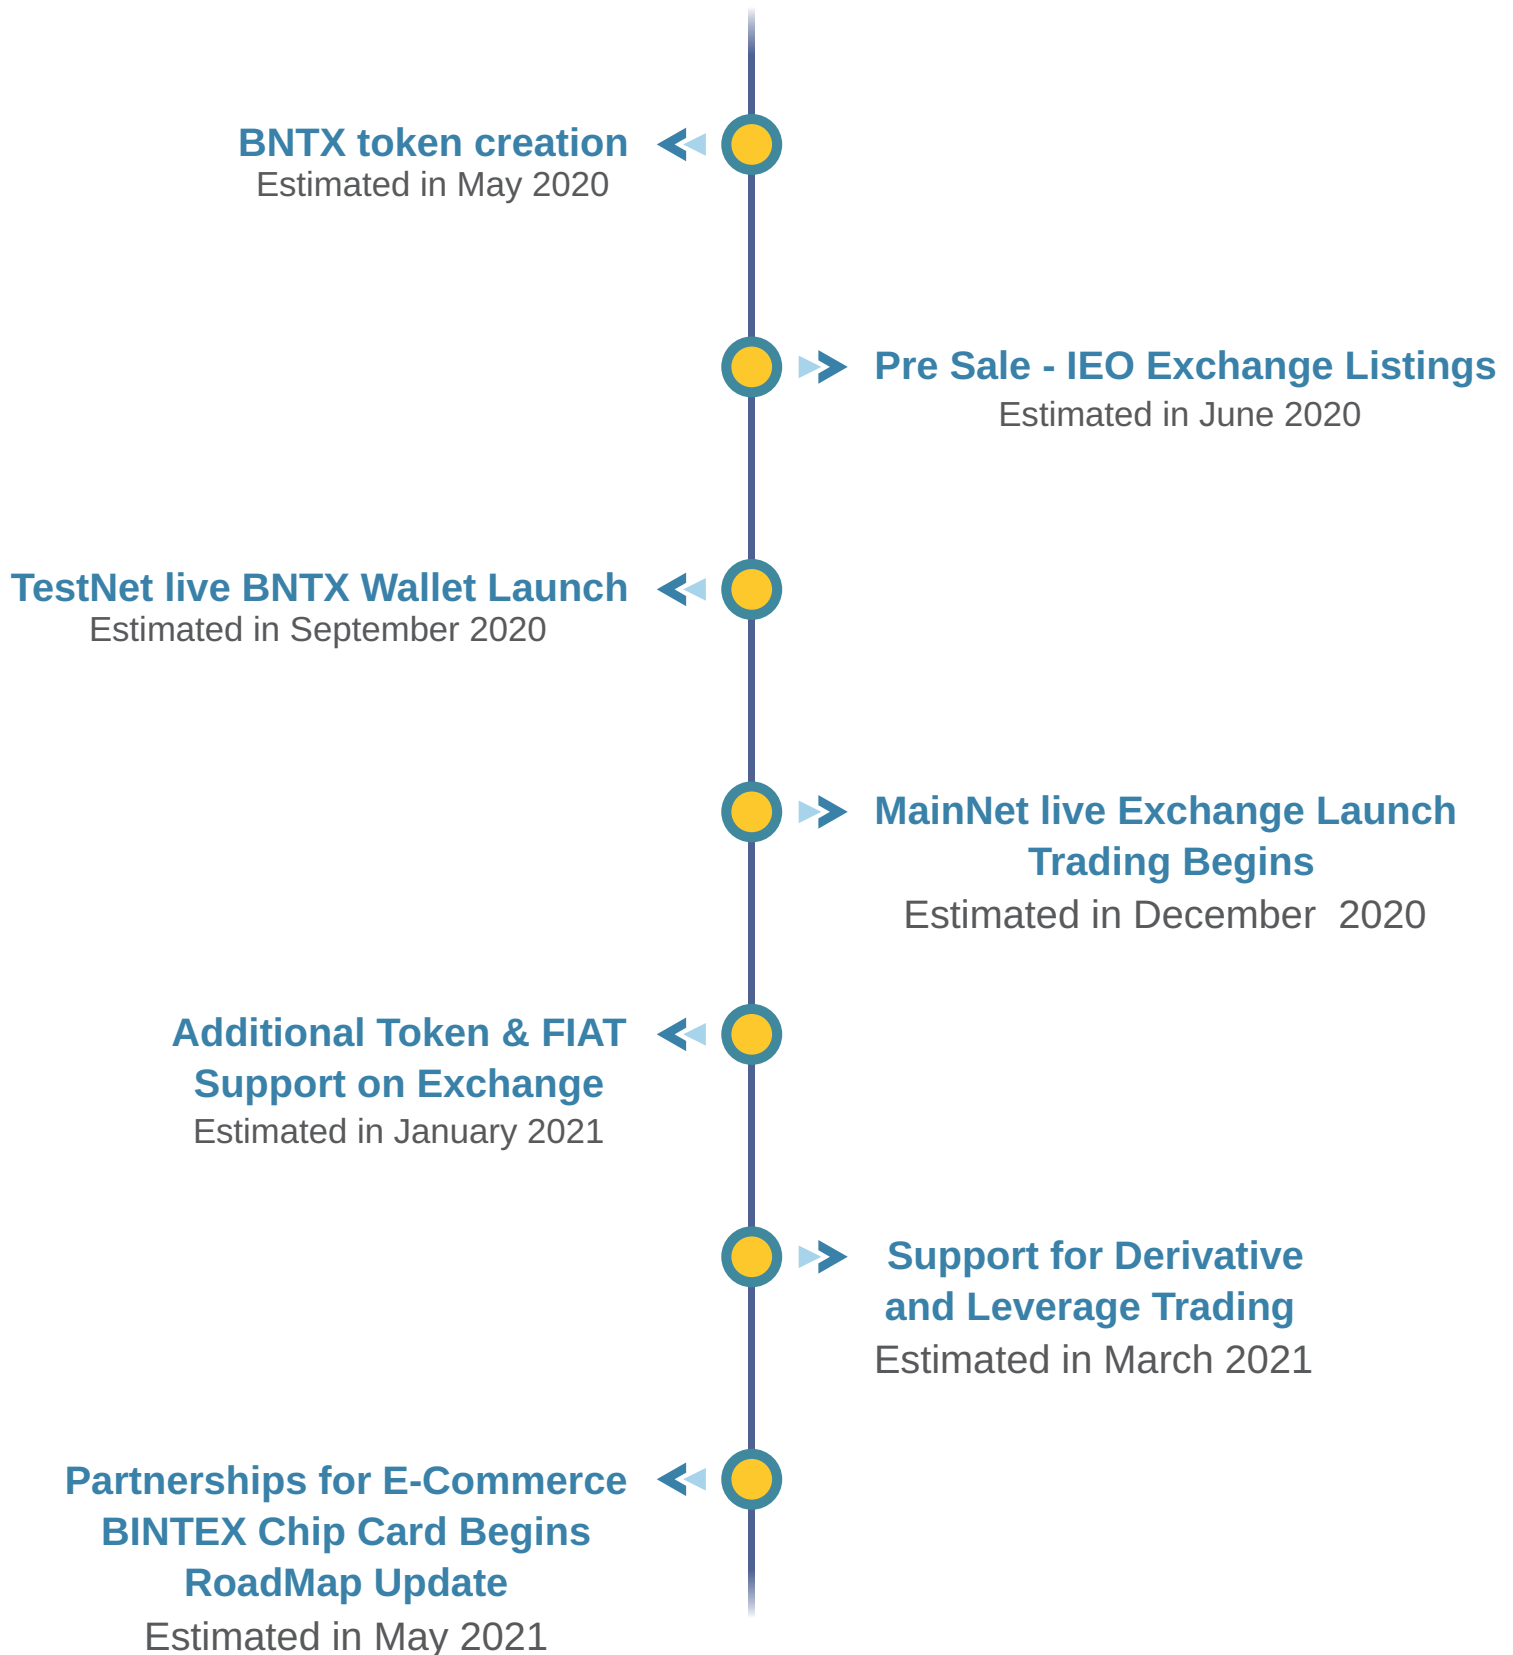 BNTX token creation
Estimated in May 2020
Pre Sale - IEO Exchange Listings
Estimated in June 2020
TestNet live BNTX Wallet Launch
Estimated in September 2020
MainNet live Exchange Launch
Trading Begins
Estimated in December  2020
Additional Token & FIAT
Support on Exchange
Estimated in January 2021
Support for Derivative
and Leverage Trading
Estimated in March 2021
Partnerships for E-Commerce
BINTEX Chip Card Begins
RoadMap Update
Estimated in May 2021